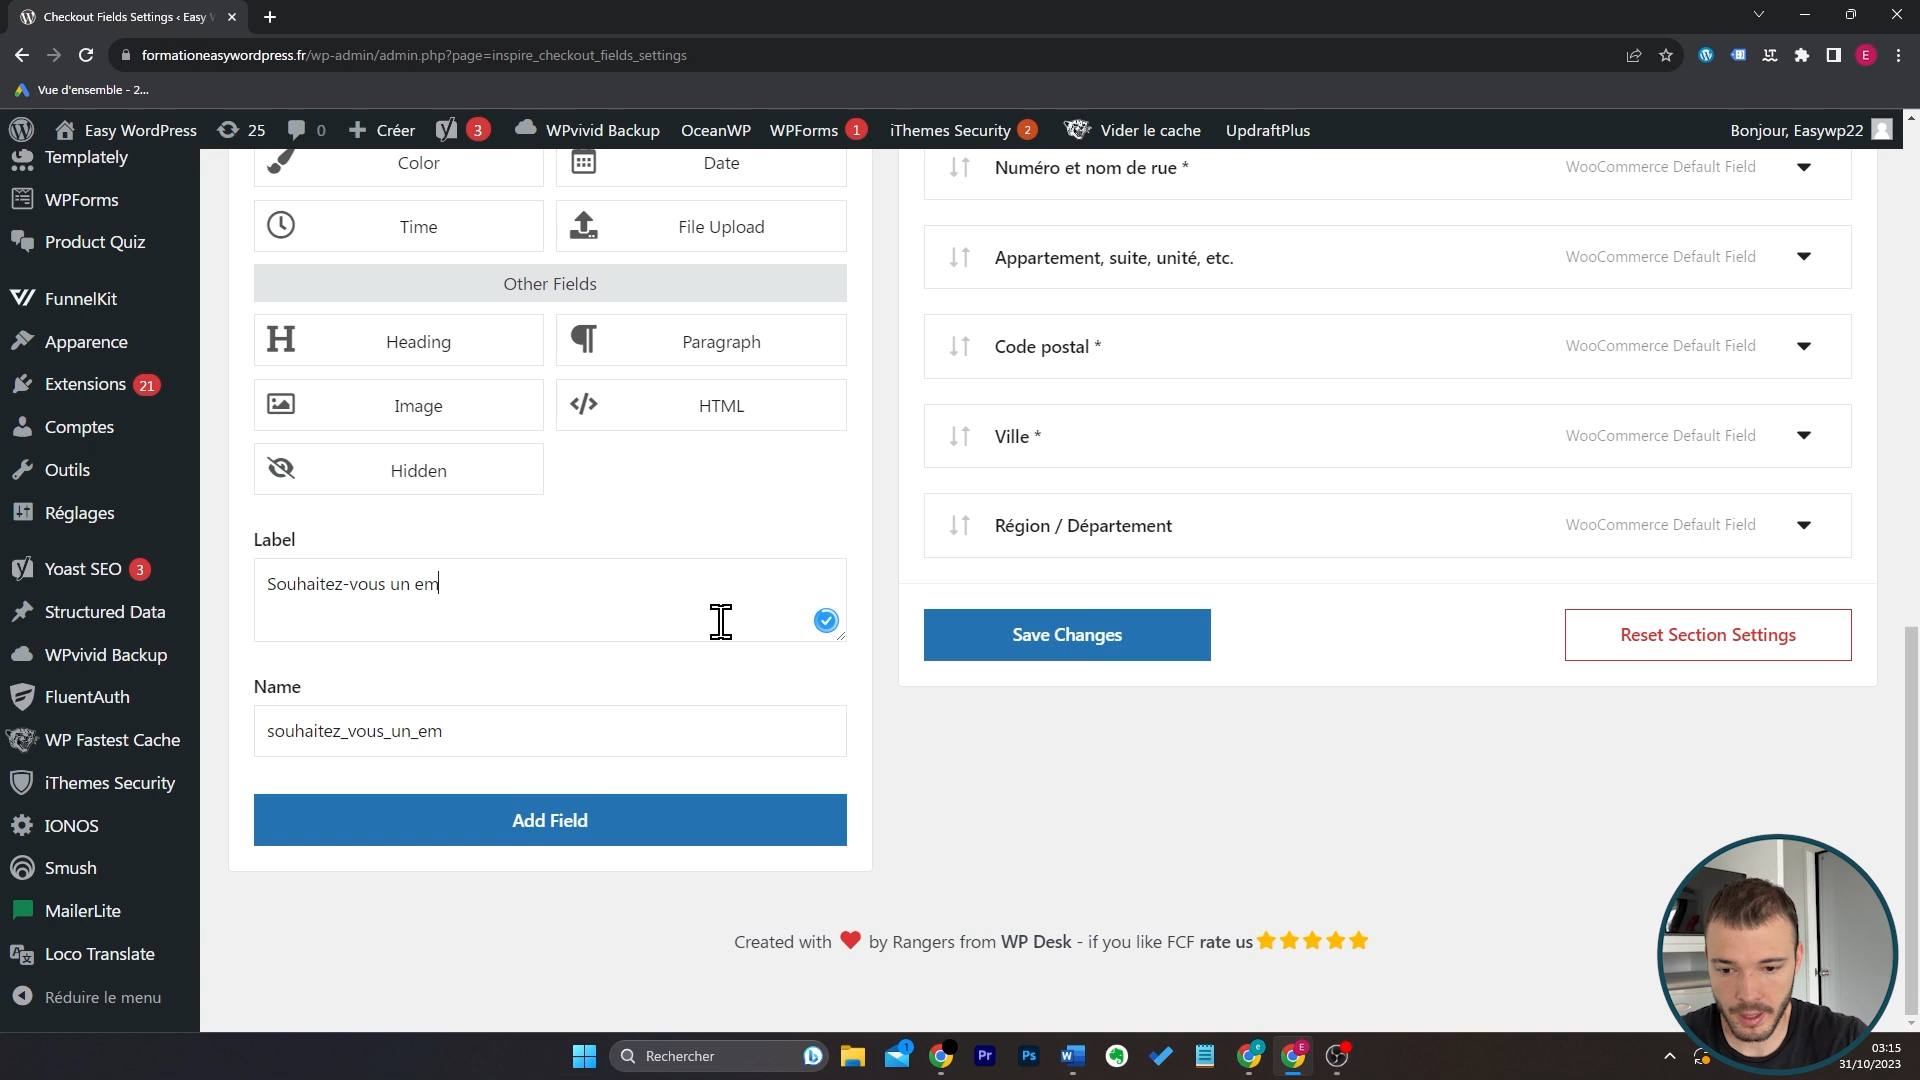 Checkout Fields Settings ‹ Easy
formationeasywordpress.fr/wp-admin/admin.php?page=inspire_checkout_fields_settings
E
Vue d'ensemble - 2...
Easy WordPress
25
0
Créer
3
WPvivid Backup
OceanWP
WPForms
1
iThemes Security
2
Vider le cache
UpdraftPlus
Bonjour, Easywp22
Templately
WPForms
Product Quiz
FunnelKit
Apparence
Extensions
21
Comptes
Outils
Réglages
Yoast SEO
3
Structured Data
WPvivid Backup
FluentAuth
WP Fastest Cache
iThemes Security
IONOS
Smush
MailerLite
Loco Translate
Réduire le menu
Color
Date
Time
File Upload
Other Fields
Heading
Paragraph
Image
HTML
Hidden
Label
Souhaitez-vous un em
Name
souhaitez_vous_un_em
Add Field
Numéro et nom de rue *
WooCommerce Default Field
Appartement, suite, unité, etc.
WooCommerce Default Field
Code postal *
WooCommerce Default Field
Ville *
WooCommerce Default Field
Région / Département
WooCommerce Default Field
Save Changes
Reset Section Settings
Created with ❤ by Rangers from WP Desk - if you like FCF rate us ★★★★★
Rechercher
1
Pr
Ps
03:15
31/10/2023